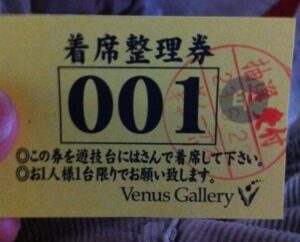 着席整理券
001
◎この券を遊技台にはさんで着席して下さい。
◎お1人様1台限りでお願い致します。
Venus Gallery